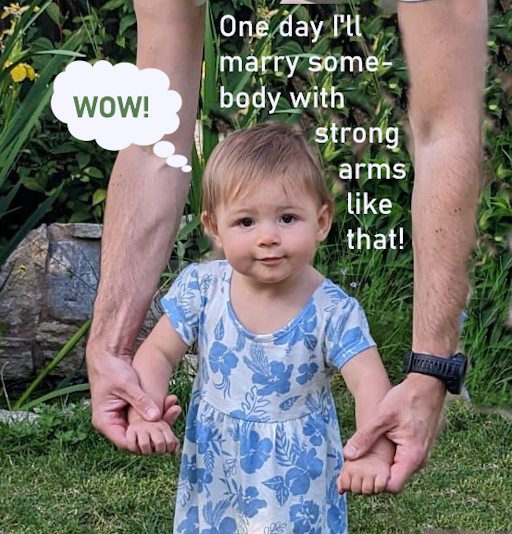 WOW!
One day I'll
marry some-
body with
strong
arms
like
that!